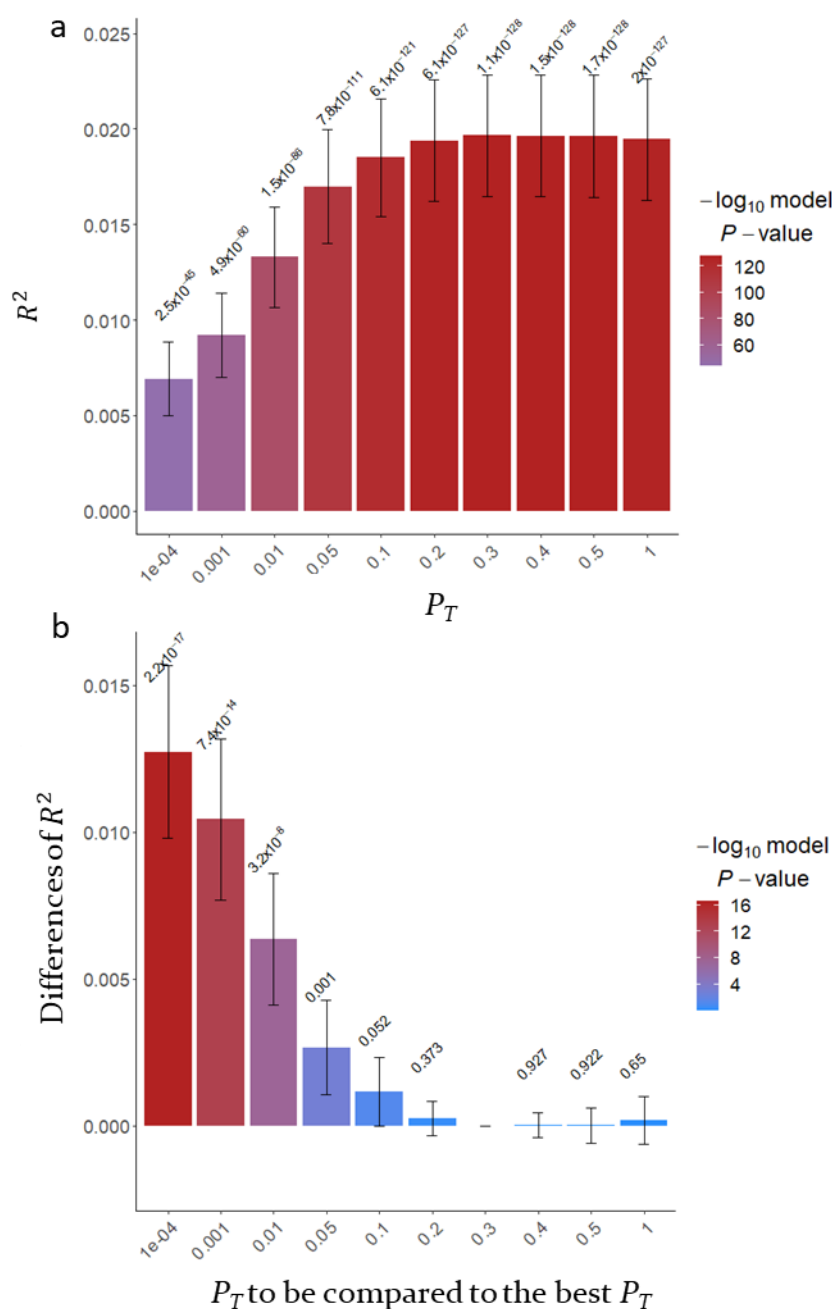 a
0.025
0.020
0.015
0.010
0.005
0.000
R²
2.5x10⁻⁴⁵
4.9x10⁻⁶⁰
1.5x10⁻⁸⁶
7.8x10⁻¹¹¹
6.1x10⁻¹²¹
6.1x10⁻¹²⁷
1.1x10⁻¹²⁸
1.5x10⁻¹²⁸
1.7x10⁻¹²⁸
2x10⁻¹²⁷
1e-04
0.001
0.01
0.05
0.1
0.2
0.3
0.4
0.5
1
P_T
−log₁₀ model
P − value
120
100
80
60
b
0.015
0.010
0.005
0.000
Differences of R²
2.2x10⁻¹⁷
7.4x10⁻¹⁴
3.2x10⁻⁸
0.001
0.052
0.373
0.927
0.922
0.65
1e-04
0.001
0.01
0.05
0.1
0.2
0.3
0.4
0.5
1
P_T to be compared to the best P_T
−log₁₀ model
P − value
16
12
8
4